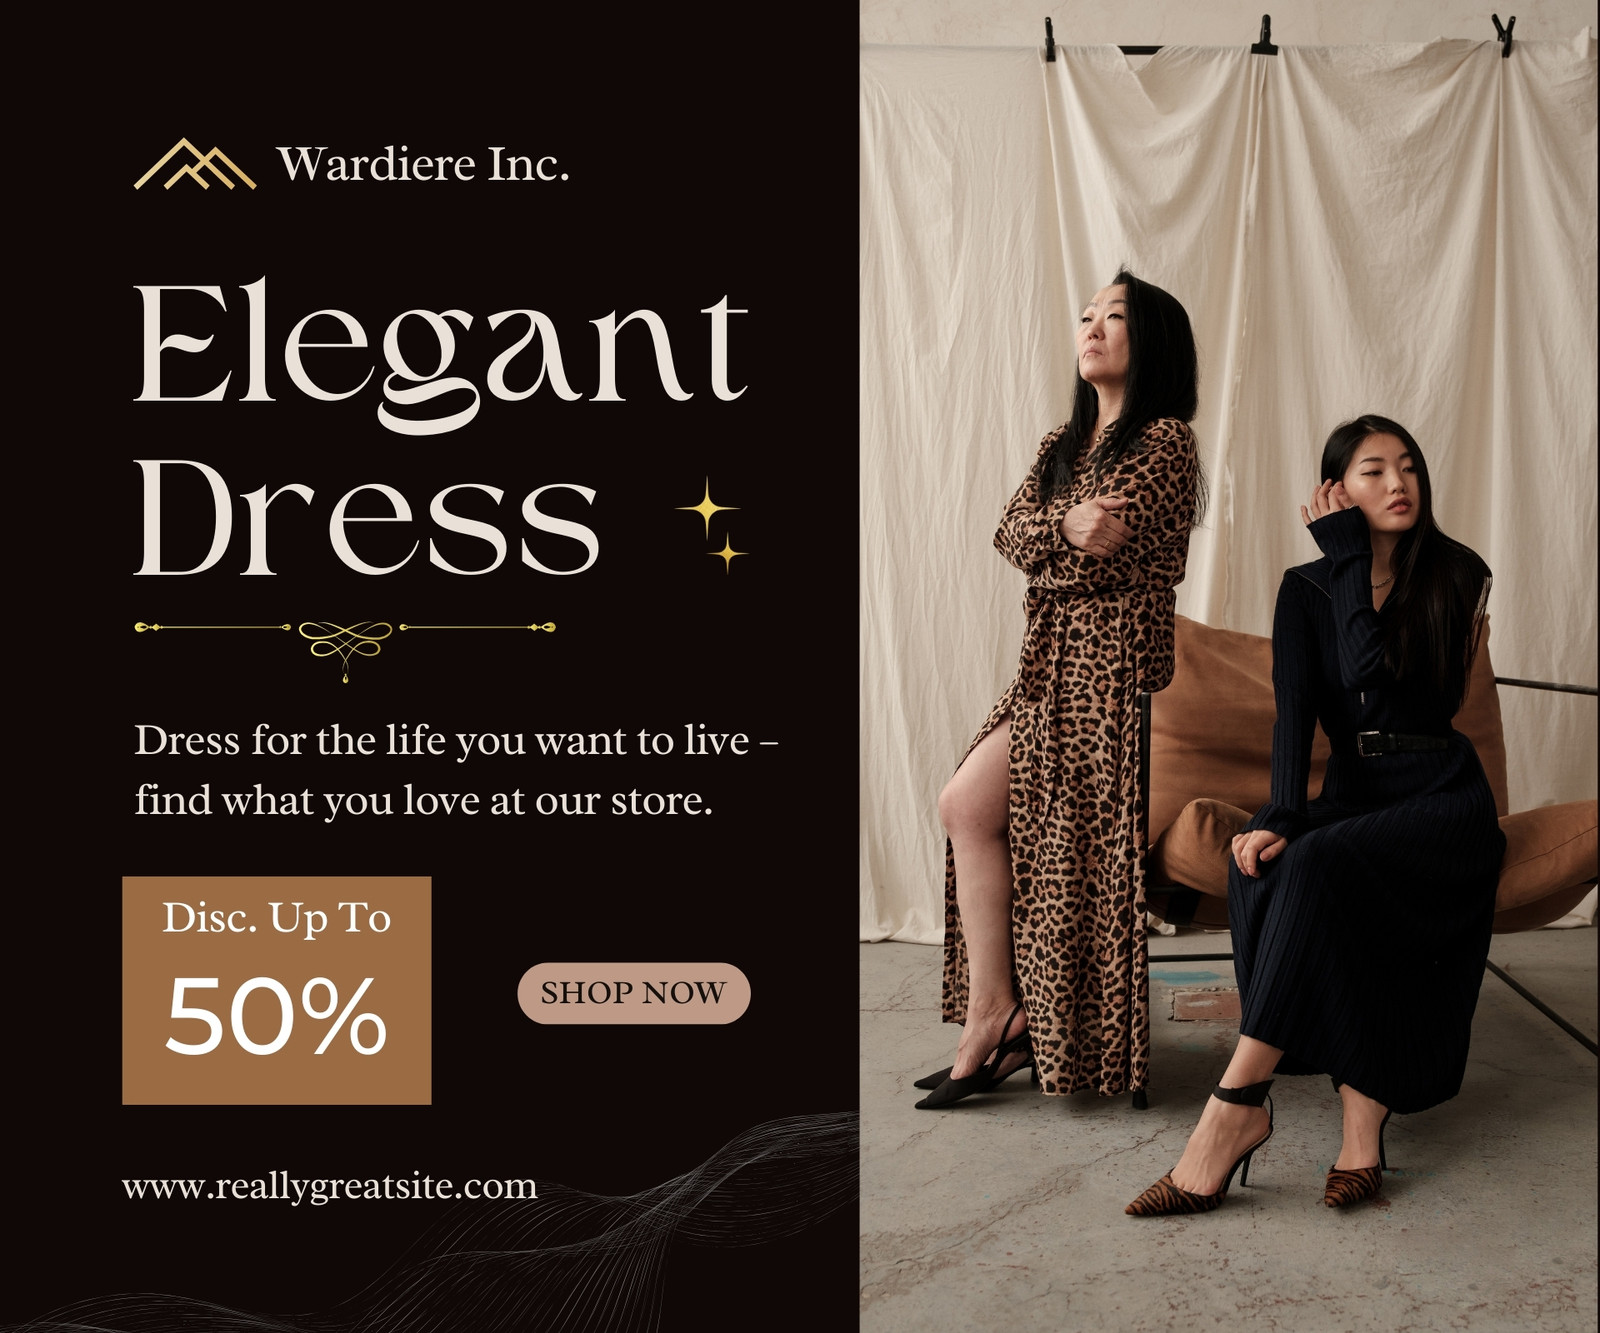 Wardiere Inc.
Elegant
Dress
Dress for the life you want to live –
find what you love at our store.
Disc. Up To
50%
SHOP NOW
www.reallygreatsite.com